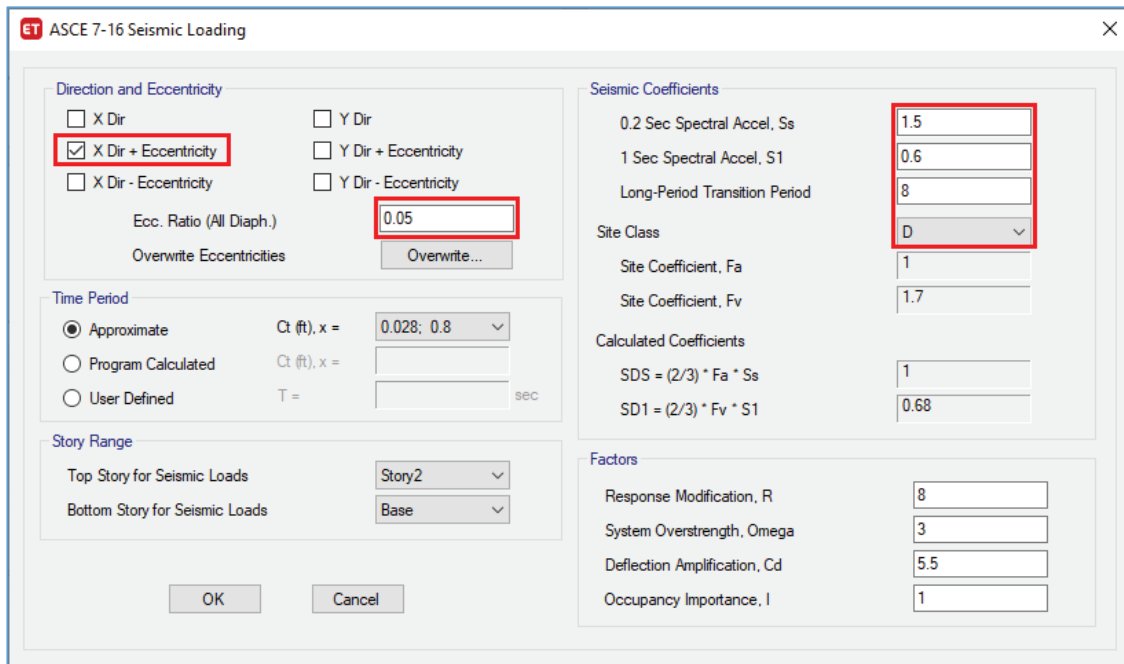 ET ASCE 7-16 Seismic Loading
Direction and Eccentricity
X Dir Y Dir
X Dir + Eccentricity Y Dir + Eccentricity
X Dir - Eccentricity Y Dir - Eccentricity
Ecc. Ratio (All Diaph.) 0.05
Overwrite Eccentricities Overwrite...
Time Period
Approximate Ct (ft), x = 0.028; 0.8
Program Calculated Ct (ft), x =
User Defined T = sec
Story Range
Top Story for Seismic Loads Story2
Bottom Story for Seismic Loads Base
OK Cancel
Seismic Coefficients
0.2 Sec Spectral Accel, Ss 1.5
1 Sec Spectral Accel, S1 0.6
Long-Period Transition Period 8
Site Class D
Site Coefficient, Fa 1
Site Coefficient, Fv 1.7
Calculated Coefficients
SDS = (2/3) * Fa * Ss 1
SD1 = (2/3) * Fv * S1 0.68
Factors
Response Modification, R 8
System Overstrength, Omega 3
Deflection Amplification, Cd 5.5
Occupancy Importance, I 1